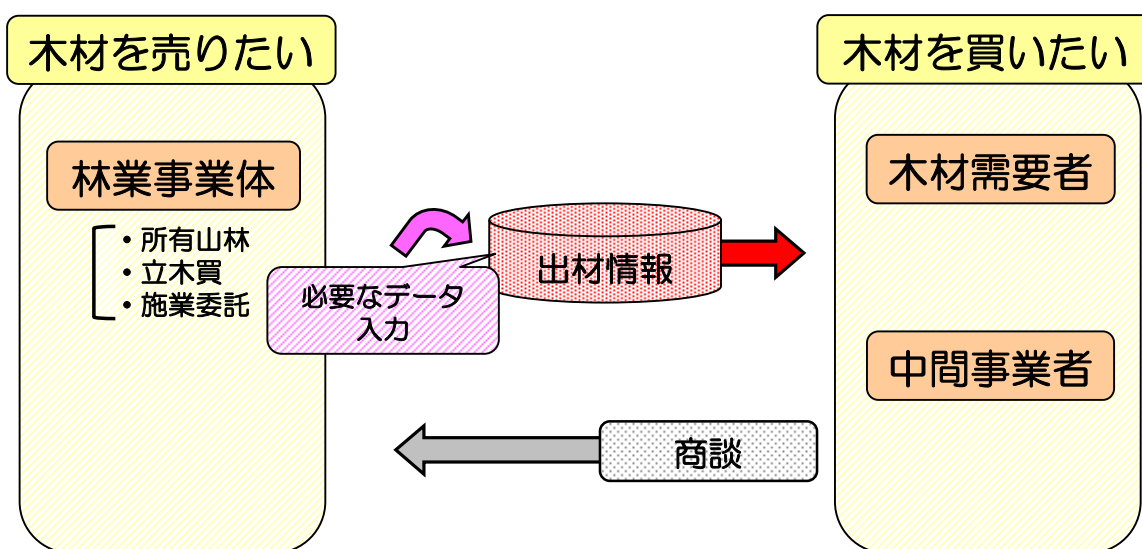 木材を売りたい
林業事業体
・所有山林
・立木買
・施業委託
必要なデータ
入力
出材情報
商談
木材を買いたい
木材需要者
中間事業者